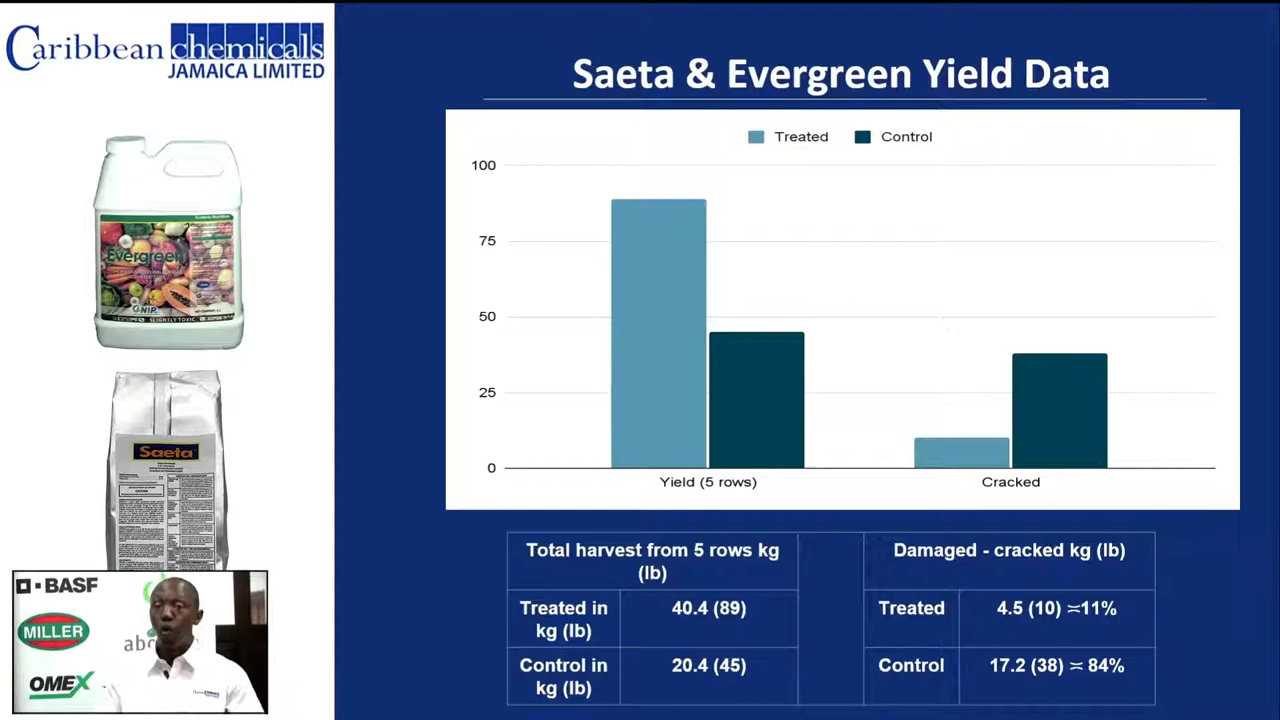 Caribbean chemicals
JAMAICA LIMITED
Saeta & Evergreen Yield Data
Treated
Control
100
75
50
25
0
Yield (5 rows)
Cracked
Evergreen
NIP
SLIGHTLY TOXIC
Saeta
BASF
MILLER
OMEX
Total harvest from 5 rows kg
(lb)
Treated in
kg (lb)
40.4 (89)
Control in
kg (lb)
20.4 (45)
Damaged - cracked kg (lb)
Treated
4.5 (10) ≍11%
Control
17.2 (38) ≍ 84%